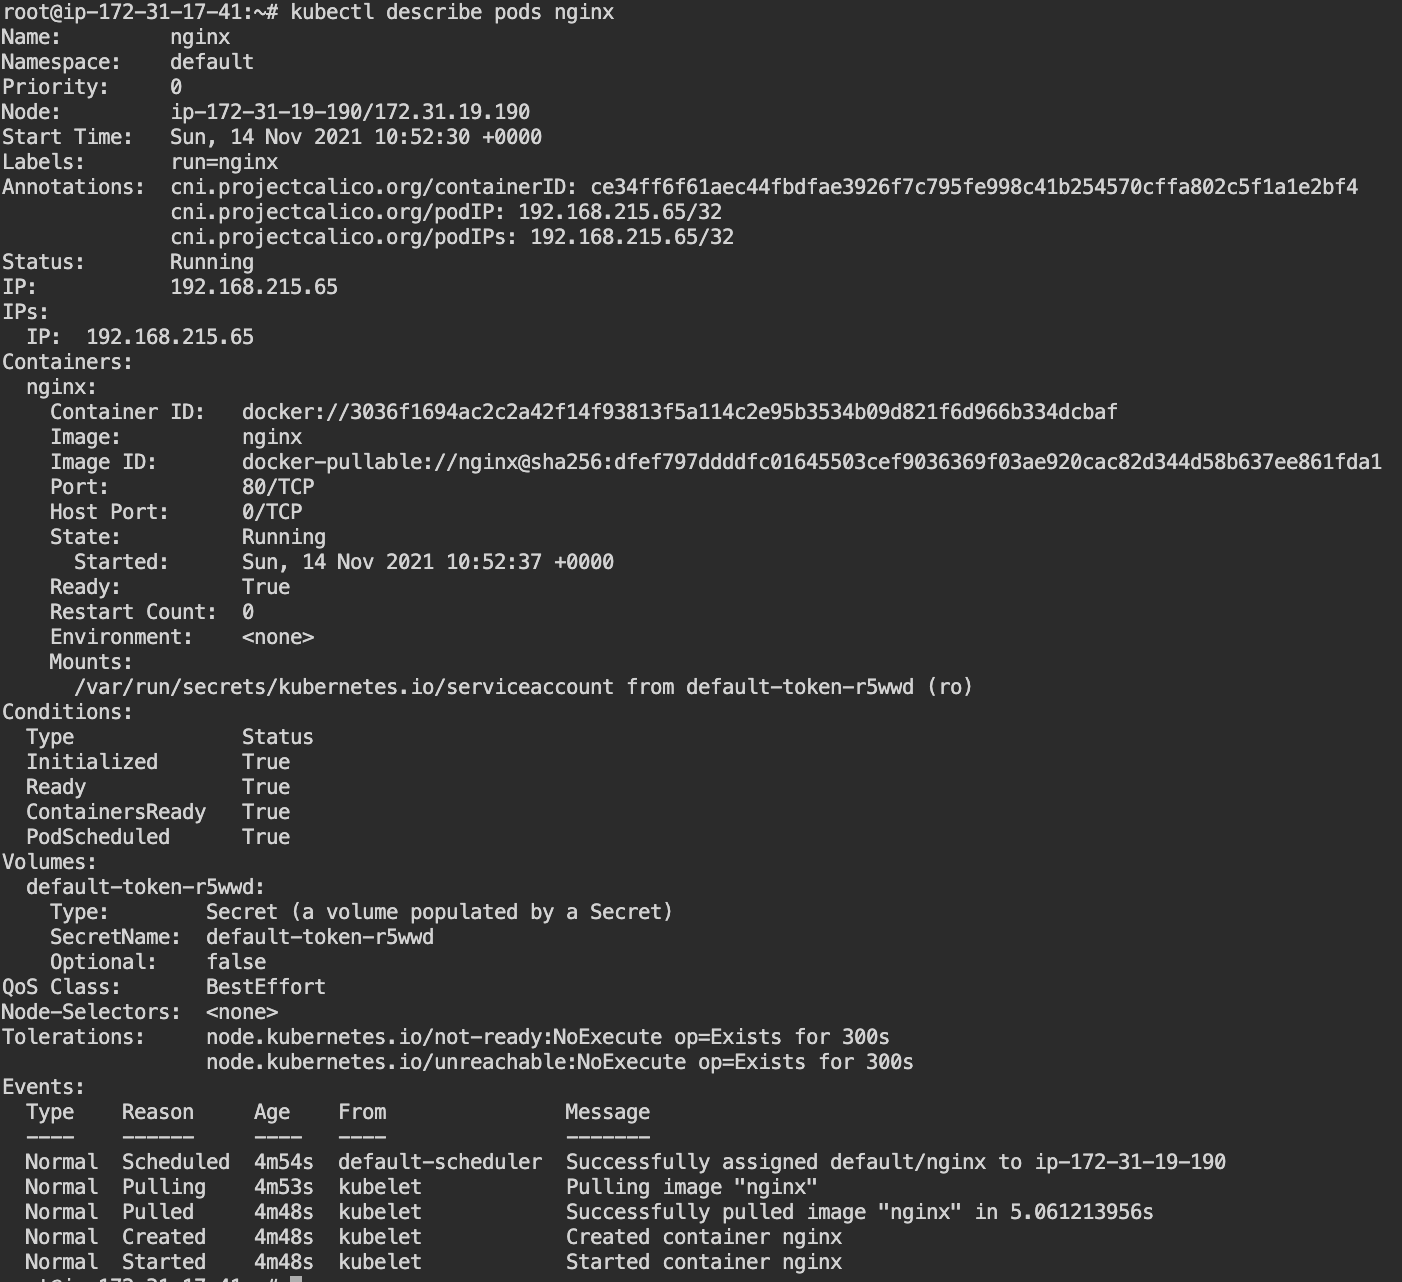 root@ip-172-31-17-41:~# kubectl describe pods nginx
Name:         nginx
Namespace:    default
Priority:     0
Node:         ip-172-31-19-190/172.31.19.190
Start Time:   Sun, 14 Nov 2021 10:52:30 +0000
Labels:       run=nginx
Annotations:  cni.projectcalico.org/containerID: ce34ff6f61aec44fbdfae3926f7c795fe998c41b254570cffa802c5f1a1e2bf4
              cni.projectcalico.org/podIP: 192.168.215.65/32
              cni.projectcalico.org/podIPs: 192.168.215.65/32
Status:       Running
IP:           192.168.215.65
IPs:
  IP:  192.168.215.65
Containers:
  nginx:
    Container ID:   docker://3036f1694ac2c2a42f14f93813f5a114c2e95b3534b09d821f6d966b334dcbaf
    Image:          nginx
    Image ID:       docker-pullable://nginx@sha256:dfef797ddddfc01645503cef9036369f03ae920cac82d344d58b637ee861fda1
    Port:           80/TCP
    Host Port:      0/TCP
    State:          Running
      Started:      Sun, 14 Nov 2021 10:52:37 +0000
    Ready:          True
    Restart Count:  0
    Environment:    <none>
    Mounts:
      /var/run/secrets/kubernetes.io/serviceaccount from default-token-r5wwd (ro)
Conditions:
  Type              Status
  Initialized       True
  Ready             True
  ContainersReady   True
  PodScheduled      True
Volumes:
  default-token-r5wwd:
    Type:        Secret (a volume populated by a Secret)
    SecretName:  default-token-r5wwd
    Optional:    false
QoS Class:       BestEffort
Node-Selectors:  <none>
Tolerations:     node.kubernetes.io/not-ready:NoExecute op=Exists for 300s
                 node.kubernetes.io/unreachable:NoExecute op=Exists for 300s
Events:
  Type    Reason     Age    From               Message
  ----    ------     ----   ----               -------
  Normal  Scheduled  4m54s  default-scheduler  Successfully assigned default/nginx to ip-172-31-19-190
  Normal  Pulling    4m53s  kubelet            Pulling image "nginx"
  Normal  Pulled     4m48s  kubelet            Successfully pulled image "nginx" in 5.061213956s
  Normal  Created    4m48s  kubelet            Created container nginx
  Normal  Started    4m48s  kubelet            Started container nginx